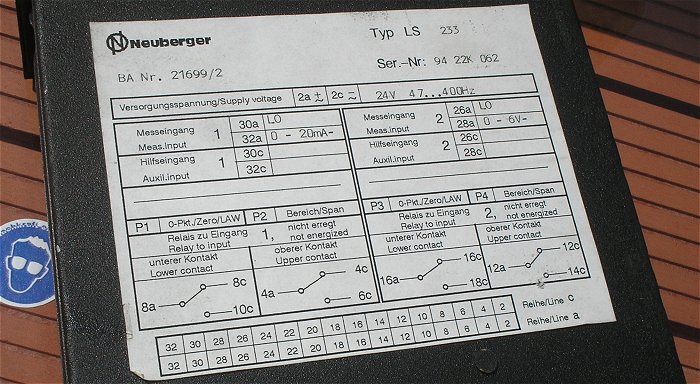 Neuberger
Typ LS 233
BA Nr. 21699/2
Ser.-Nr: 94 22K 062
Versorgungsspannung/Supply voltage 2a 2c 24V 47...400Hz
Messeingang 1 30a LO
Meas.input 32a 0 - 20mA-
Hilfseingang 1 30c
Auxil.input 32c
Messeingang 2 26a LO
Meas.input 28a 0 - 6V-
Hilfseingang 2 26c
Auxil.input 28c
P1 0-Pkt./Zero/LAW P2 Bereich/Span
P3 0-Pkt./Zero/LAW P4 Bereich/Span
Relais zu Eingang 1, nicht erregt
Relay to input not energized
Relais zu Eingang 2, nicht erregt
Relay to input not energized
unterer Kontakt
Lower contact
8a 8c 10c
oberer Kontakt
Upper contact
4a 4c 6c
unterer Kontakt
Lower contact
16a 16c 18c
oberer Kontakt
Upper contact
12a 12c 14c
32 30 28 26 24 22 20 18 16 14 12 10 8 6 4 2 Reihe/Line c
32 30 28 26 24 22 20 18 16 14 12 10 8 6 4 2 Reihe/Line a